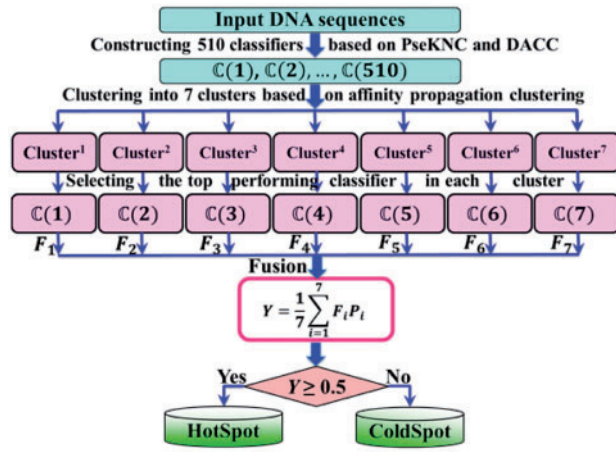 Input DNA sequences
Constructing 510 classifiers based on PseKNC and DACC
ℂ(1), ℂ(2), ..., ℂ(510)
Clustering into 7 clusters based on affinity propagation clustering
Cluster¹ Cluster² Cluster³ Cluster⁴ Cluster⁵ Cluster⁶ Cluster⁷
Selecting the top performing classifier in each cluster
ℂ(1) ℂ(2) ℂ(3) ℂ(4) ℂ(5) ℂ(6) ℂ(7)
F₁ F₂ F₃ F₄ F₅ F₆ F₇
Fusion
Y = 1/7 ∑ i=1 7 FᵢPᵢ
Yes Y ≥ 0.5 No
HotSpot ColdSpot